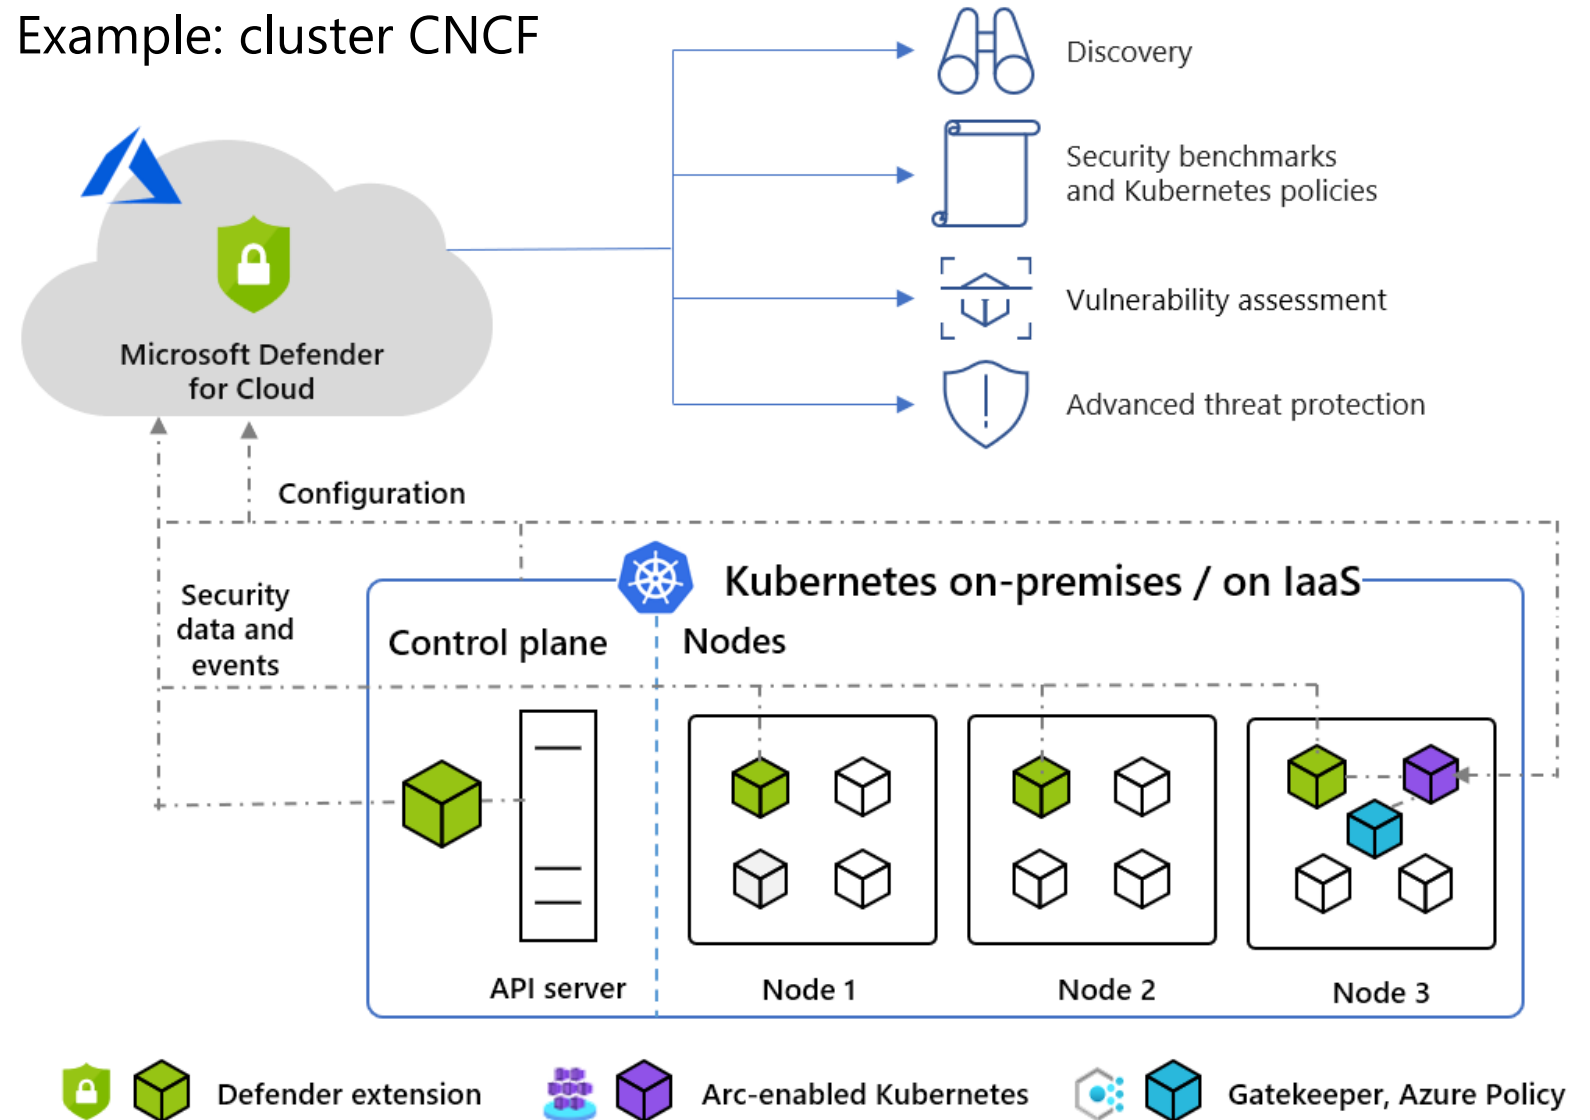 Example: cluster CNCF
Discovery
Security benchmarks
and Kubernetes policies
Vulnerability assessment
Advanced threat protection
Microsoft Defender
for Cloud
Configuration
Security
data and
events
Kubernetes on-premises / on IaaS
Control plane
Nodes
API server
Node 1
Node 2
Node 3
Defender extension
Arc-enabled Kubernetes
Gatekeeper, Azure Policy